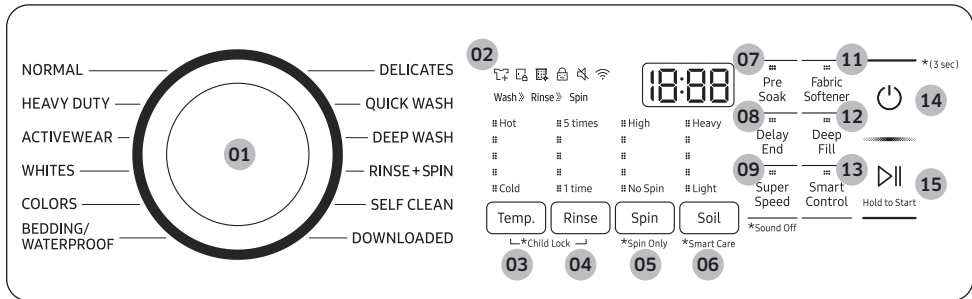 NORMAL
HEAVY DUTY
ACTIVEWEAR
WHITES
COLORS
BEDDING/
WATERPROOF
01
DELICATES
QUICK WASH
DEEP WASH
RINSE+SPIN
SELF CLEAN
DOWNLOADED
02
Wash》 Rinse》 Spin
18:88
Hot
5 times
High
Heavy
Cold
1 time
No Spin
Light
Temp.
Rinse
Spin
Soil
*Child Lock
*Spin Only
*Smart Care
03
04
05
06
07
Pre
Soak
11
Fabric
Softener
08
Delay
End
12
Deep
Fill
09
Super
Speed
13
Smart
Control
*Sound Off
*(3 sec)
14
15
Hold to Start